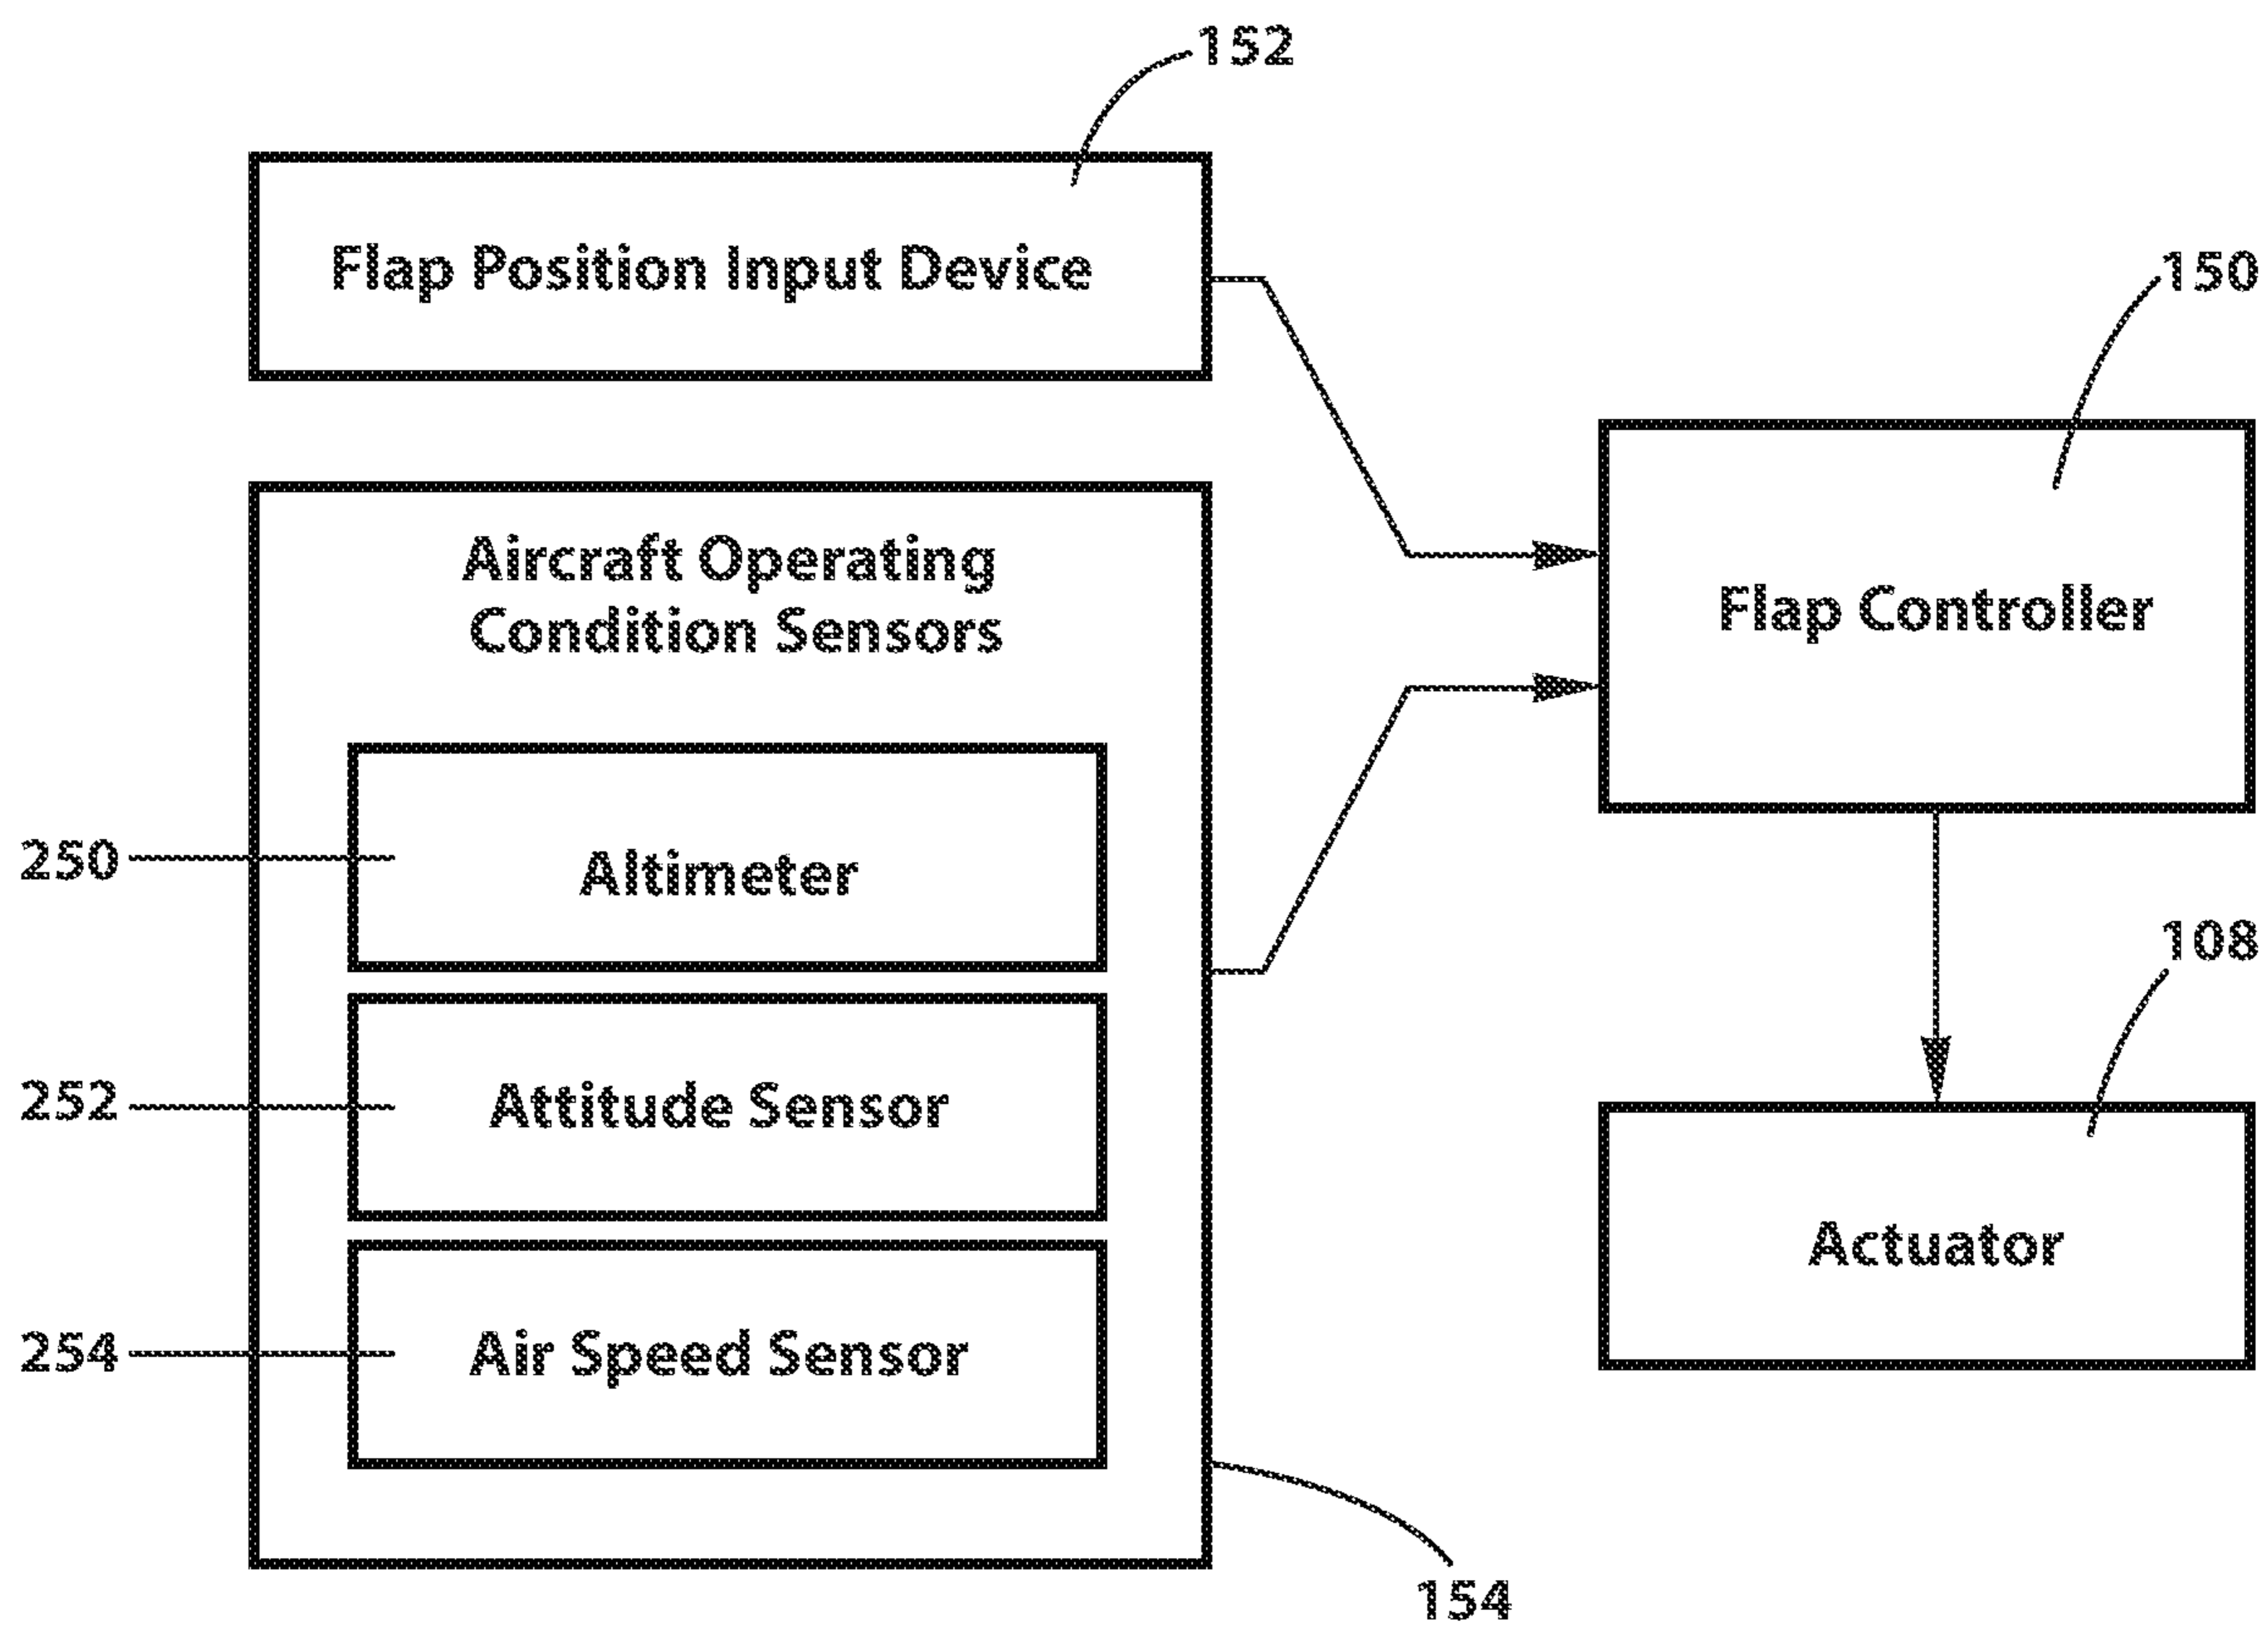 152
Flap Position Input Device
150
Aircraft Operating
Condition Sensors
Flap Controller
250
Altimeter
108
252
Attitude Sensor
Actuator
254
Air Speed Sensor
154